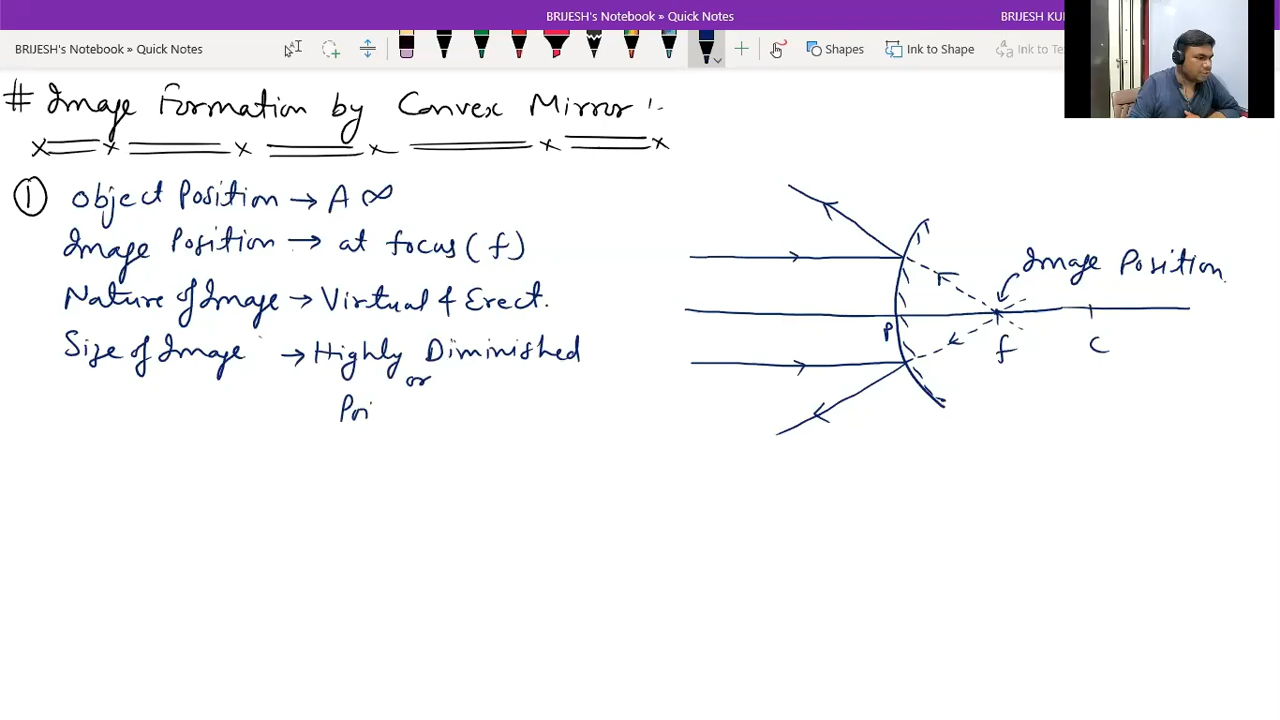 BRIJESH's Notebook » Quick Notes
BRIJESH KU
BRIJESH's Notebook » Quick Notes
Shapes
Ink to Shape
Ink to Te
# Image Formation by Convex Mirror :-
① Object Position → A ∞
Image Position → at focus (f)
Nature of Image → Virtual & Erect.
Size of Image → Highly Diminished
or
Poi
Image Position
P
f
C